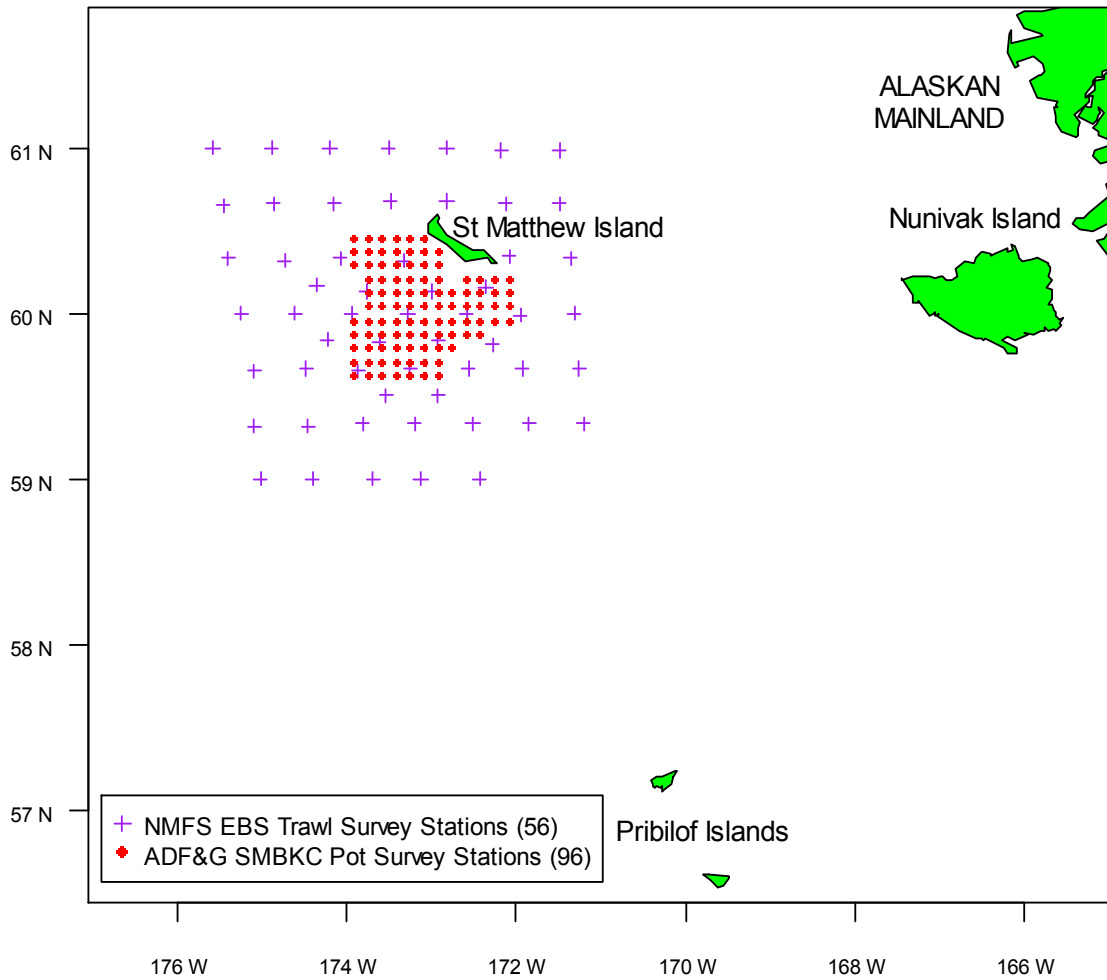 ALASKAN
MAINLAND
61 N
St Matthew Island
Nunivak Island
60 N
59 N
58 N
57 N
NMFS EBS Trawl Survey Stations (56)
ADF&G SMBKC Pot Survey Stations (96)
Pribilof Islands
176 W
174 W
172 W
170 W
168 W
166 W